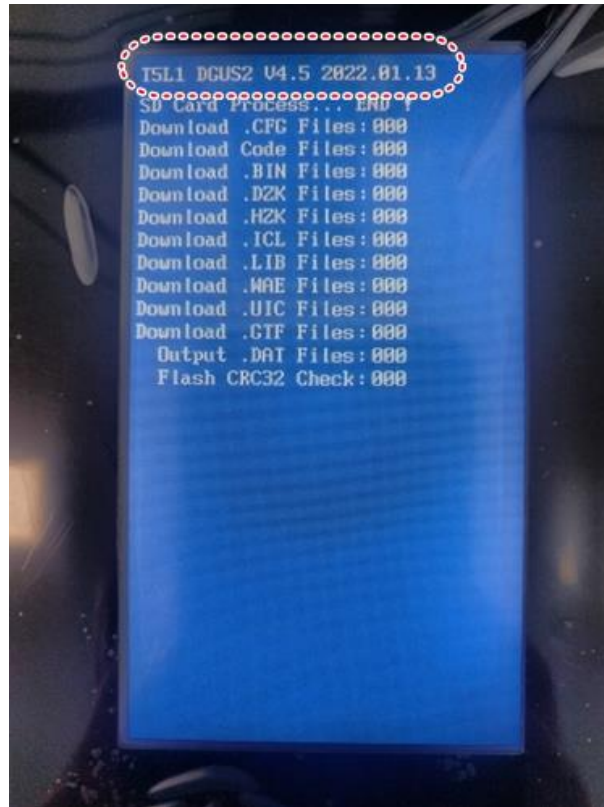 T5L1 DGUS2 V4.5 2022.01.13
SD Card Process... END !
Download .CFG Files:000
Download Code Files:000
Download .BIN Files:000
Download .DZK Files:000
Download .HZK Files:000
Download .ICL Files:000
Download .LIB Files:000
Download .WAE Files:000
Download .UIC Files:000
Download .GTF Files:000
Output .DAT Files:000
Flash CRC32 Check:000